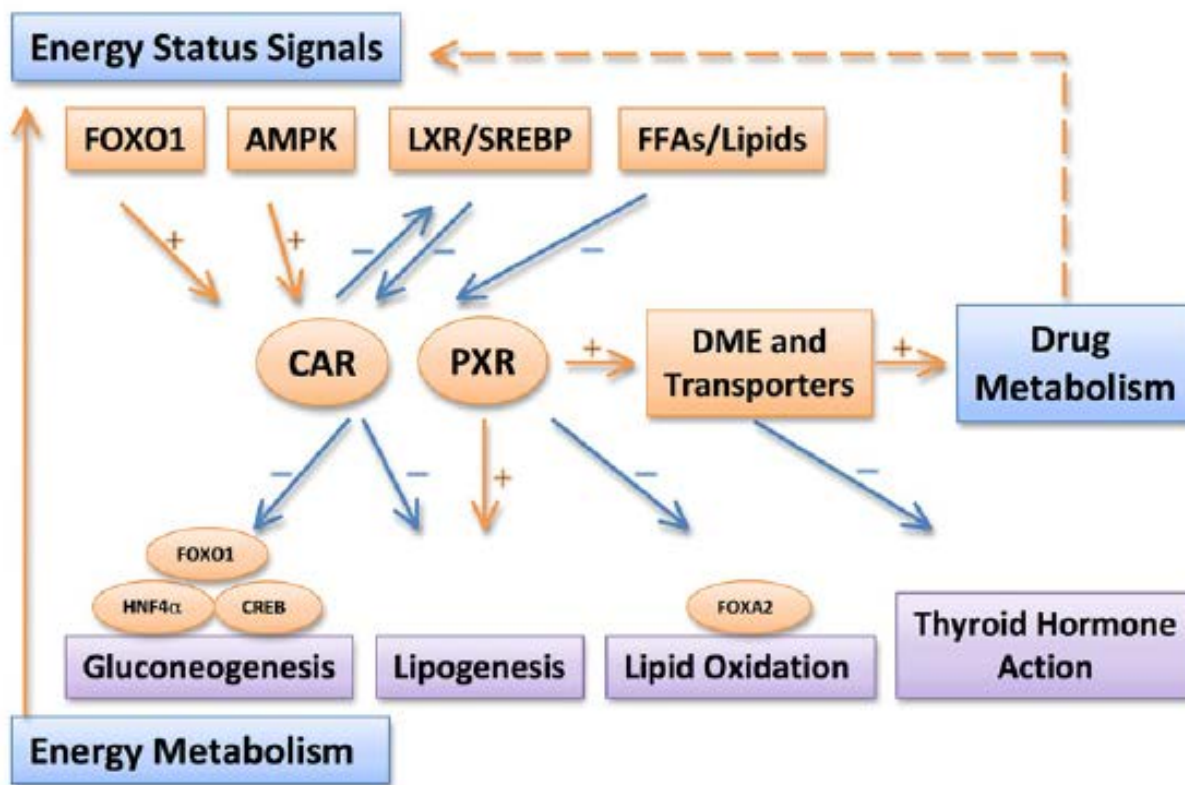 Energy Status Signals
FOXO1
AMPK
LXR/SREBP
FFAs/Lipids
+
+
−
−
−
CAR
PXR
+
DME and
Transporters
+
Drug
Metabolism
−
−
+
−
−
FOXO1
HNF4α
CREB
FOXA2
Gluconeogenesis
Lipogenesis
Lipid Oxidation
Thyroid Hormone
Action
Energy Metabolism